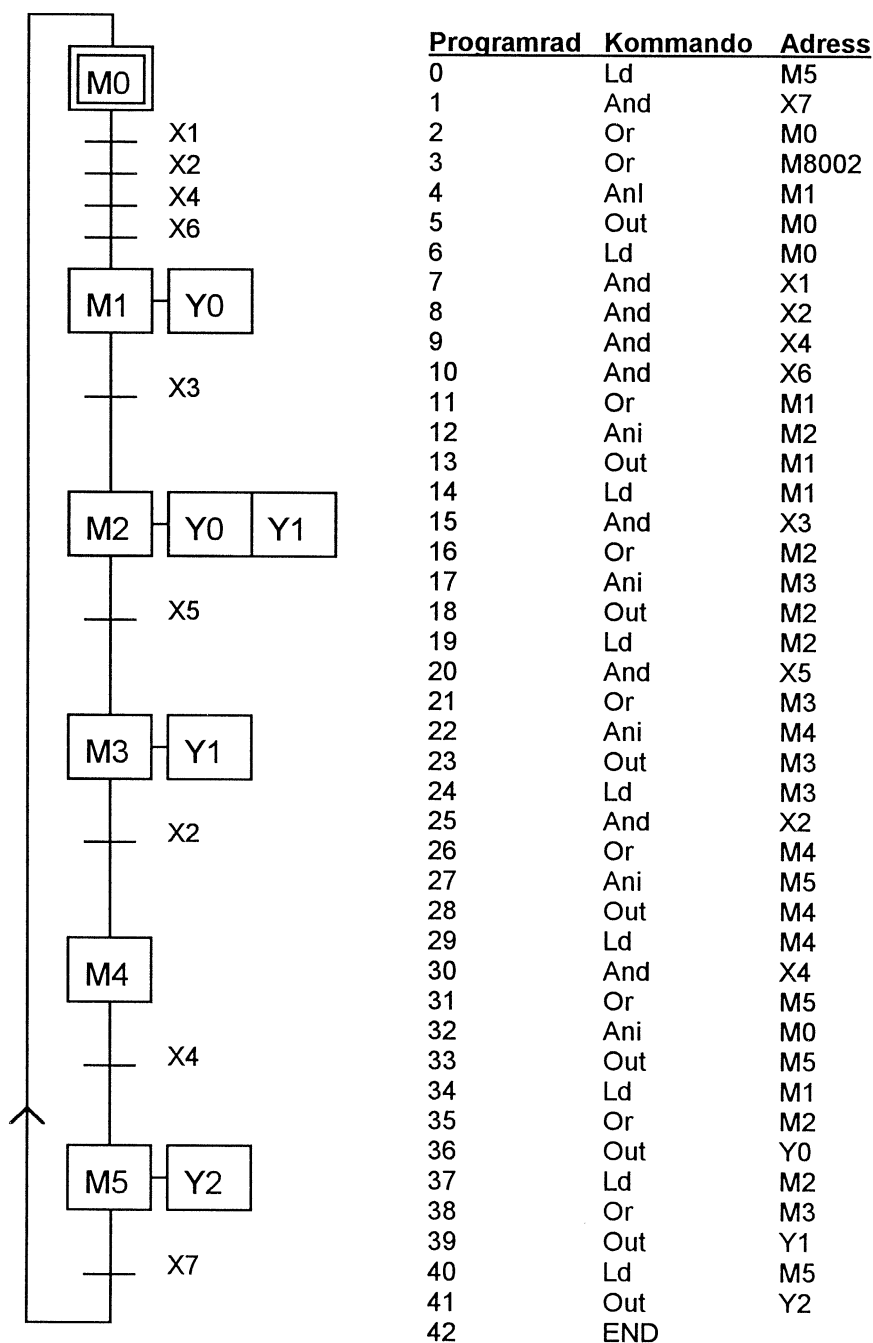 M0
X1
X2
X4
X6
M1 Y0
X3
M2 Y0 Y1
X5
M3 Y1
X2
M4
X4
M5 Y2
X7
Programrad Kommando Adress
0 Ld M5
1 And X7
2 Or M0
3 Or M8002
4 AnI M1
5 Out M0
6 Ld M0
7 And X1
8 And X2
9 And X4
10 And X6
11 Or M1
12 Ani M2
13 Out M1
14 Ld M1
15 And X3
16 Or M2
17 Ani M3
18 Out M2
19 Ld M2
20 And X5
21 Or M3
22 Ani M4
23 Out M3
24 Ld M3
25 And X2
26 Or M4
27 Ani M5
28 Out M4
29 Ld M4
30 And X4
31 Or M5
32 Ani M0
33 Out M5
34 Ld M1
35 Or M2
36 Out Y0
37 Ld M2
38 Or M3
39 Out Y1
40 Ld M5
41 Out Y2
42 END